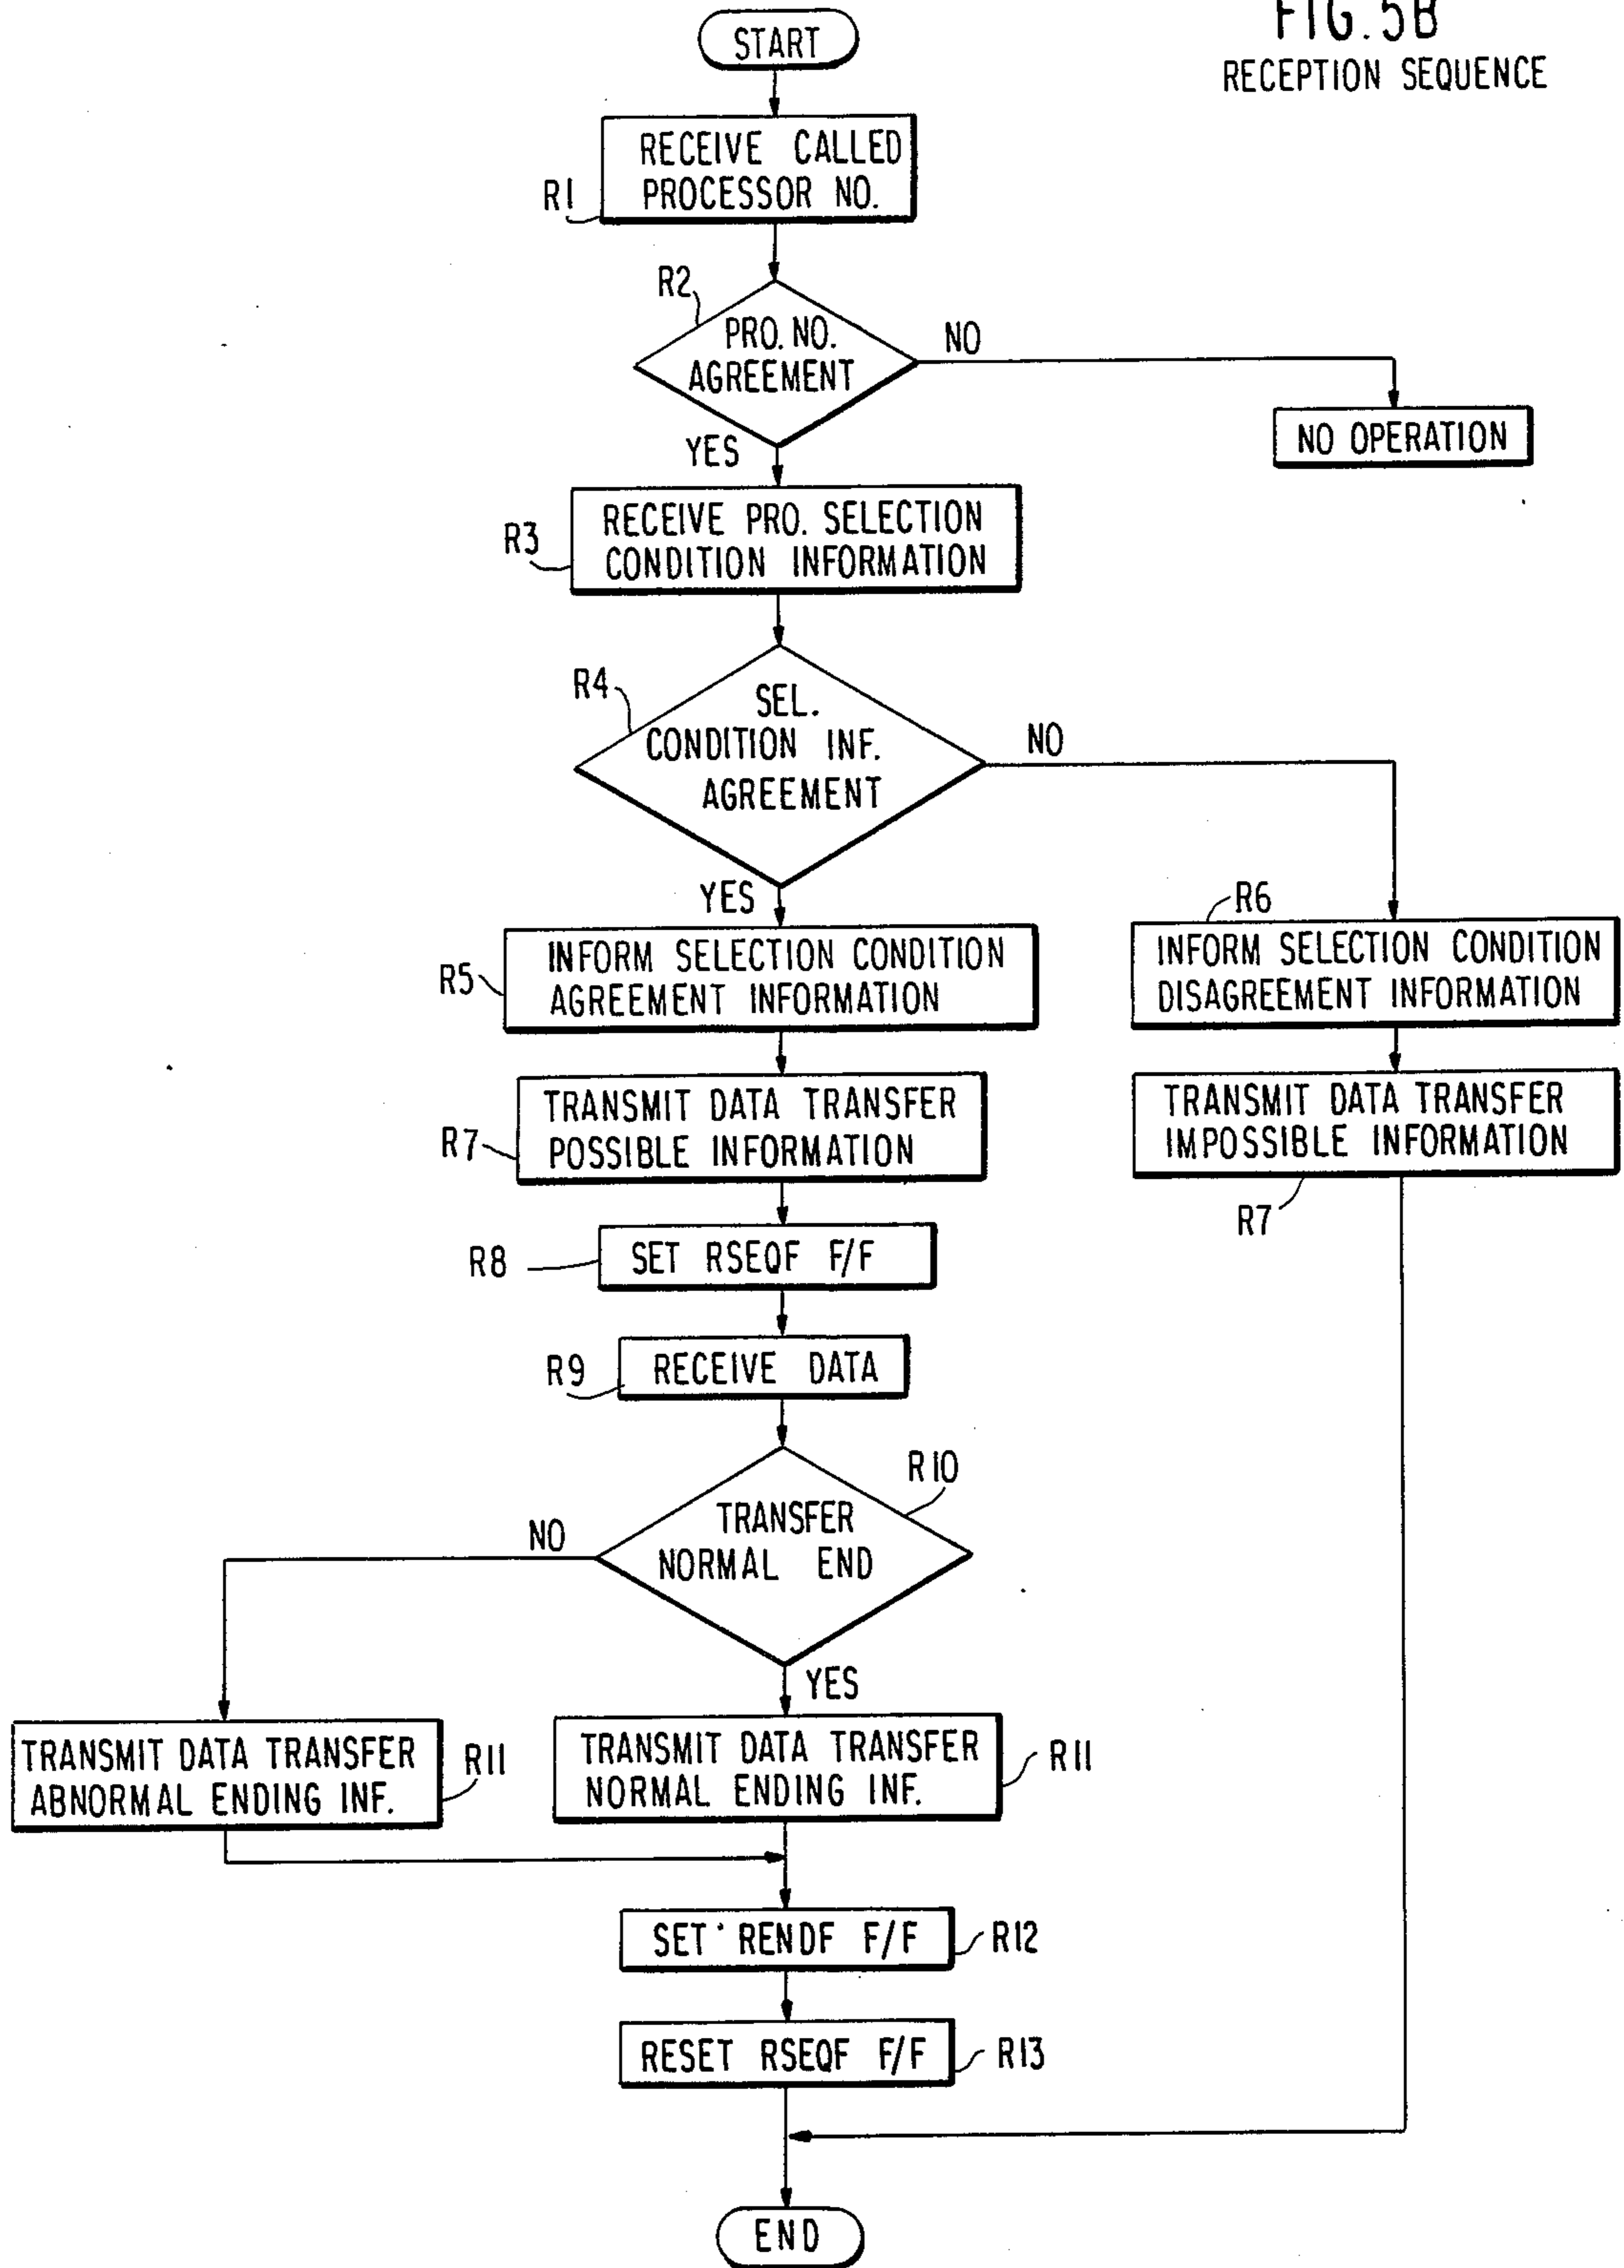 FIG. 5B
RECEPTION SEQUENCE
START
RECEIVE CALLED
PROCESSOR NO.
R1
R2
PRO. NO.
AGREEMENT
NO
NO OPERATION
YES
RECEIVE PRO. SELECTION
CONDITION INFORMATION
R3
R4
SEL.
CONDITION INF.
AGREEMENT
NO
YES
R6
INFORM SELECTION CONDITION
AGREEMENT INFORMATION
R5
INFORM SELECTION CONDITION
DISAGREEMENT INFORMATION
TRANSMIT DATA TRANSFER
POSSIBLE INFORMATION
R7
TRANSMIT DATA TRANSFER
IMPOSSIBLE INFORMATION
R7
R8
SET RSEQF F/F
R9
RECEIVE DATA
R10
TRANSFER
NORMAL END
NO
YES
TRANSMIT DATA TRANSFER
ABNORMAL ENDING INF.
R11
TRANSMIT DATA TRANSFER
NORMAL ENDING INF.
R11
SET RENDF F/F
R12
RESET RSEQF F/F
R13
END